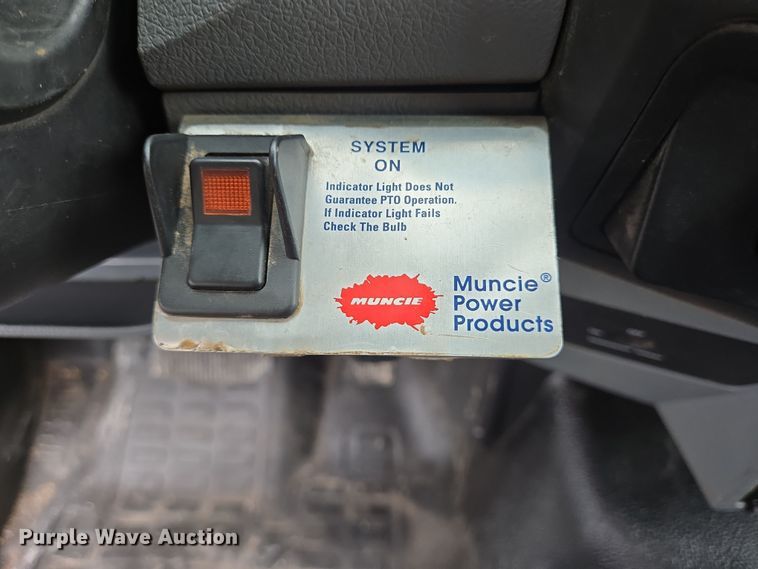 SYSTEM
ON
Indicator Light Does Not
Guarantee PTO Operation.
If Indicator Light Fails
Check The Bulb
MUNCIE
Muncie®
Power
Products
Purple Wave Auction